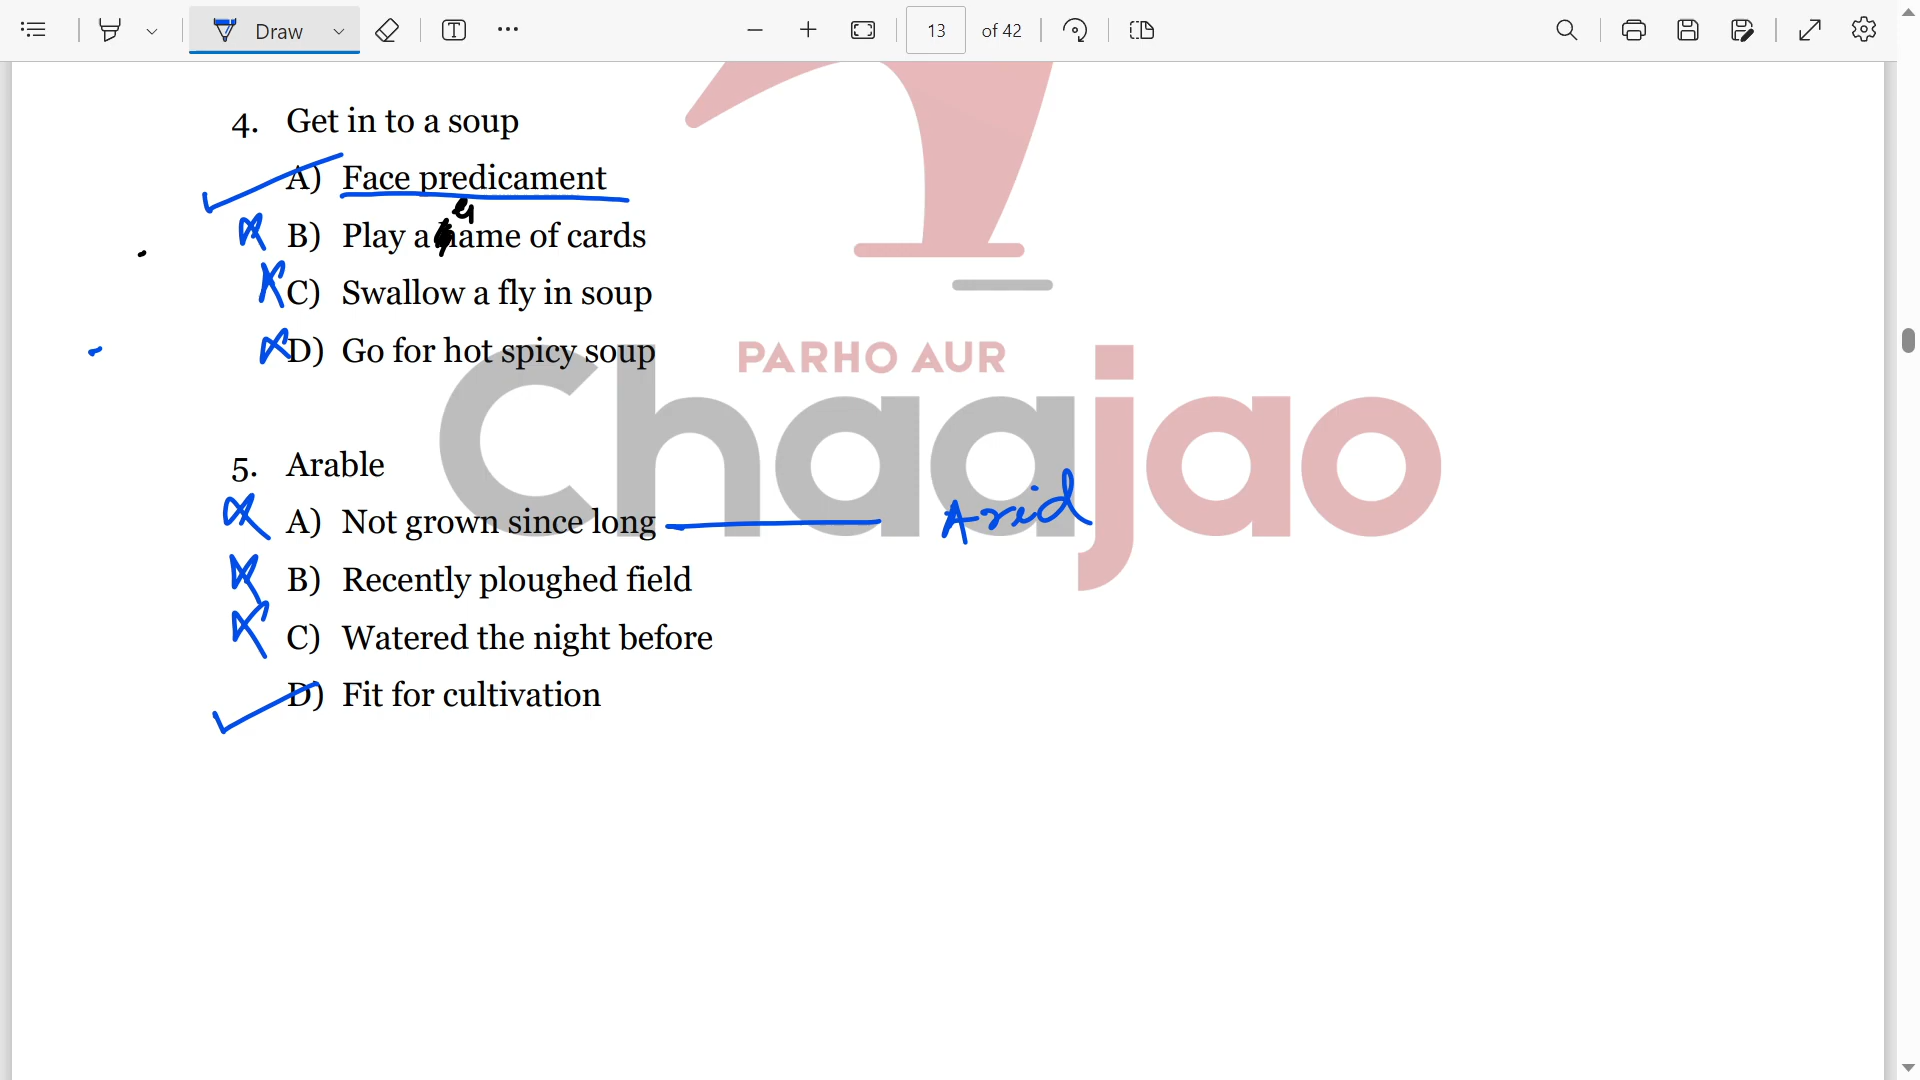 Draw
13 of 42
4. Get in to a soup
A) Face predicament
B) Play a game of cards
C) Swallow a fly in soup
D) Go for hot spicy soup
PARHO AUR
Chaajao
5. Arable
A) Not grown since long Arid
B) Recently ploughed field
C) Watered the night before
D) Fit for cultivation